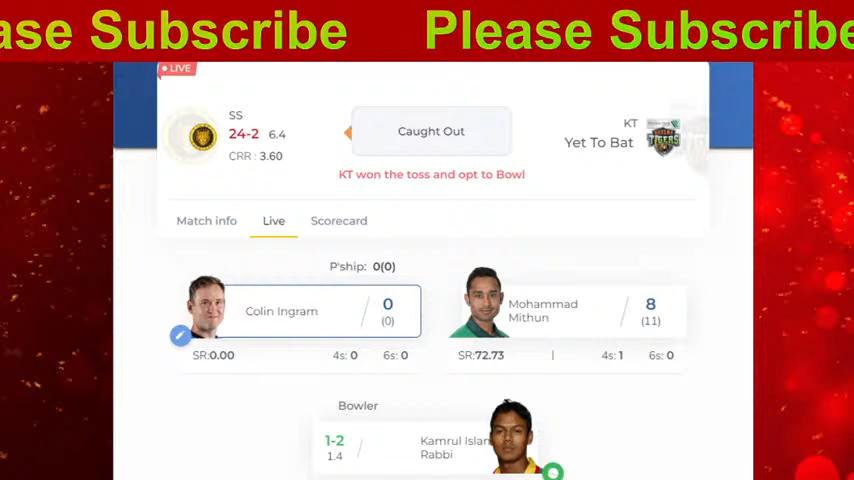 ase Subscribe Please Subscribe
LIVE
SS
24-2 6.4
CRR : 3.60
Caught Out
KT
Yet To Bat
TIGERS
KT won the toss and opt to Bowl
Match info Live Scorecard
P'ship: 0(0)
Colin Ingram 0
(0)
Mohammad
Mithun
8
(11)
SR:0.00 4s: 0 6s: 0
SR:72.73 | 4s: 1 6s: 0
Bowler
1-2
1.4
Kamrul Islam
Rabbi